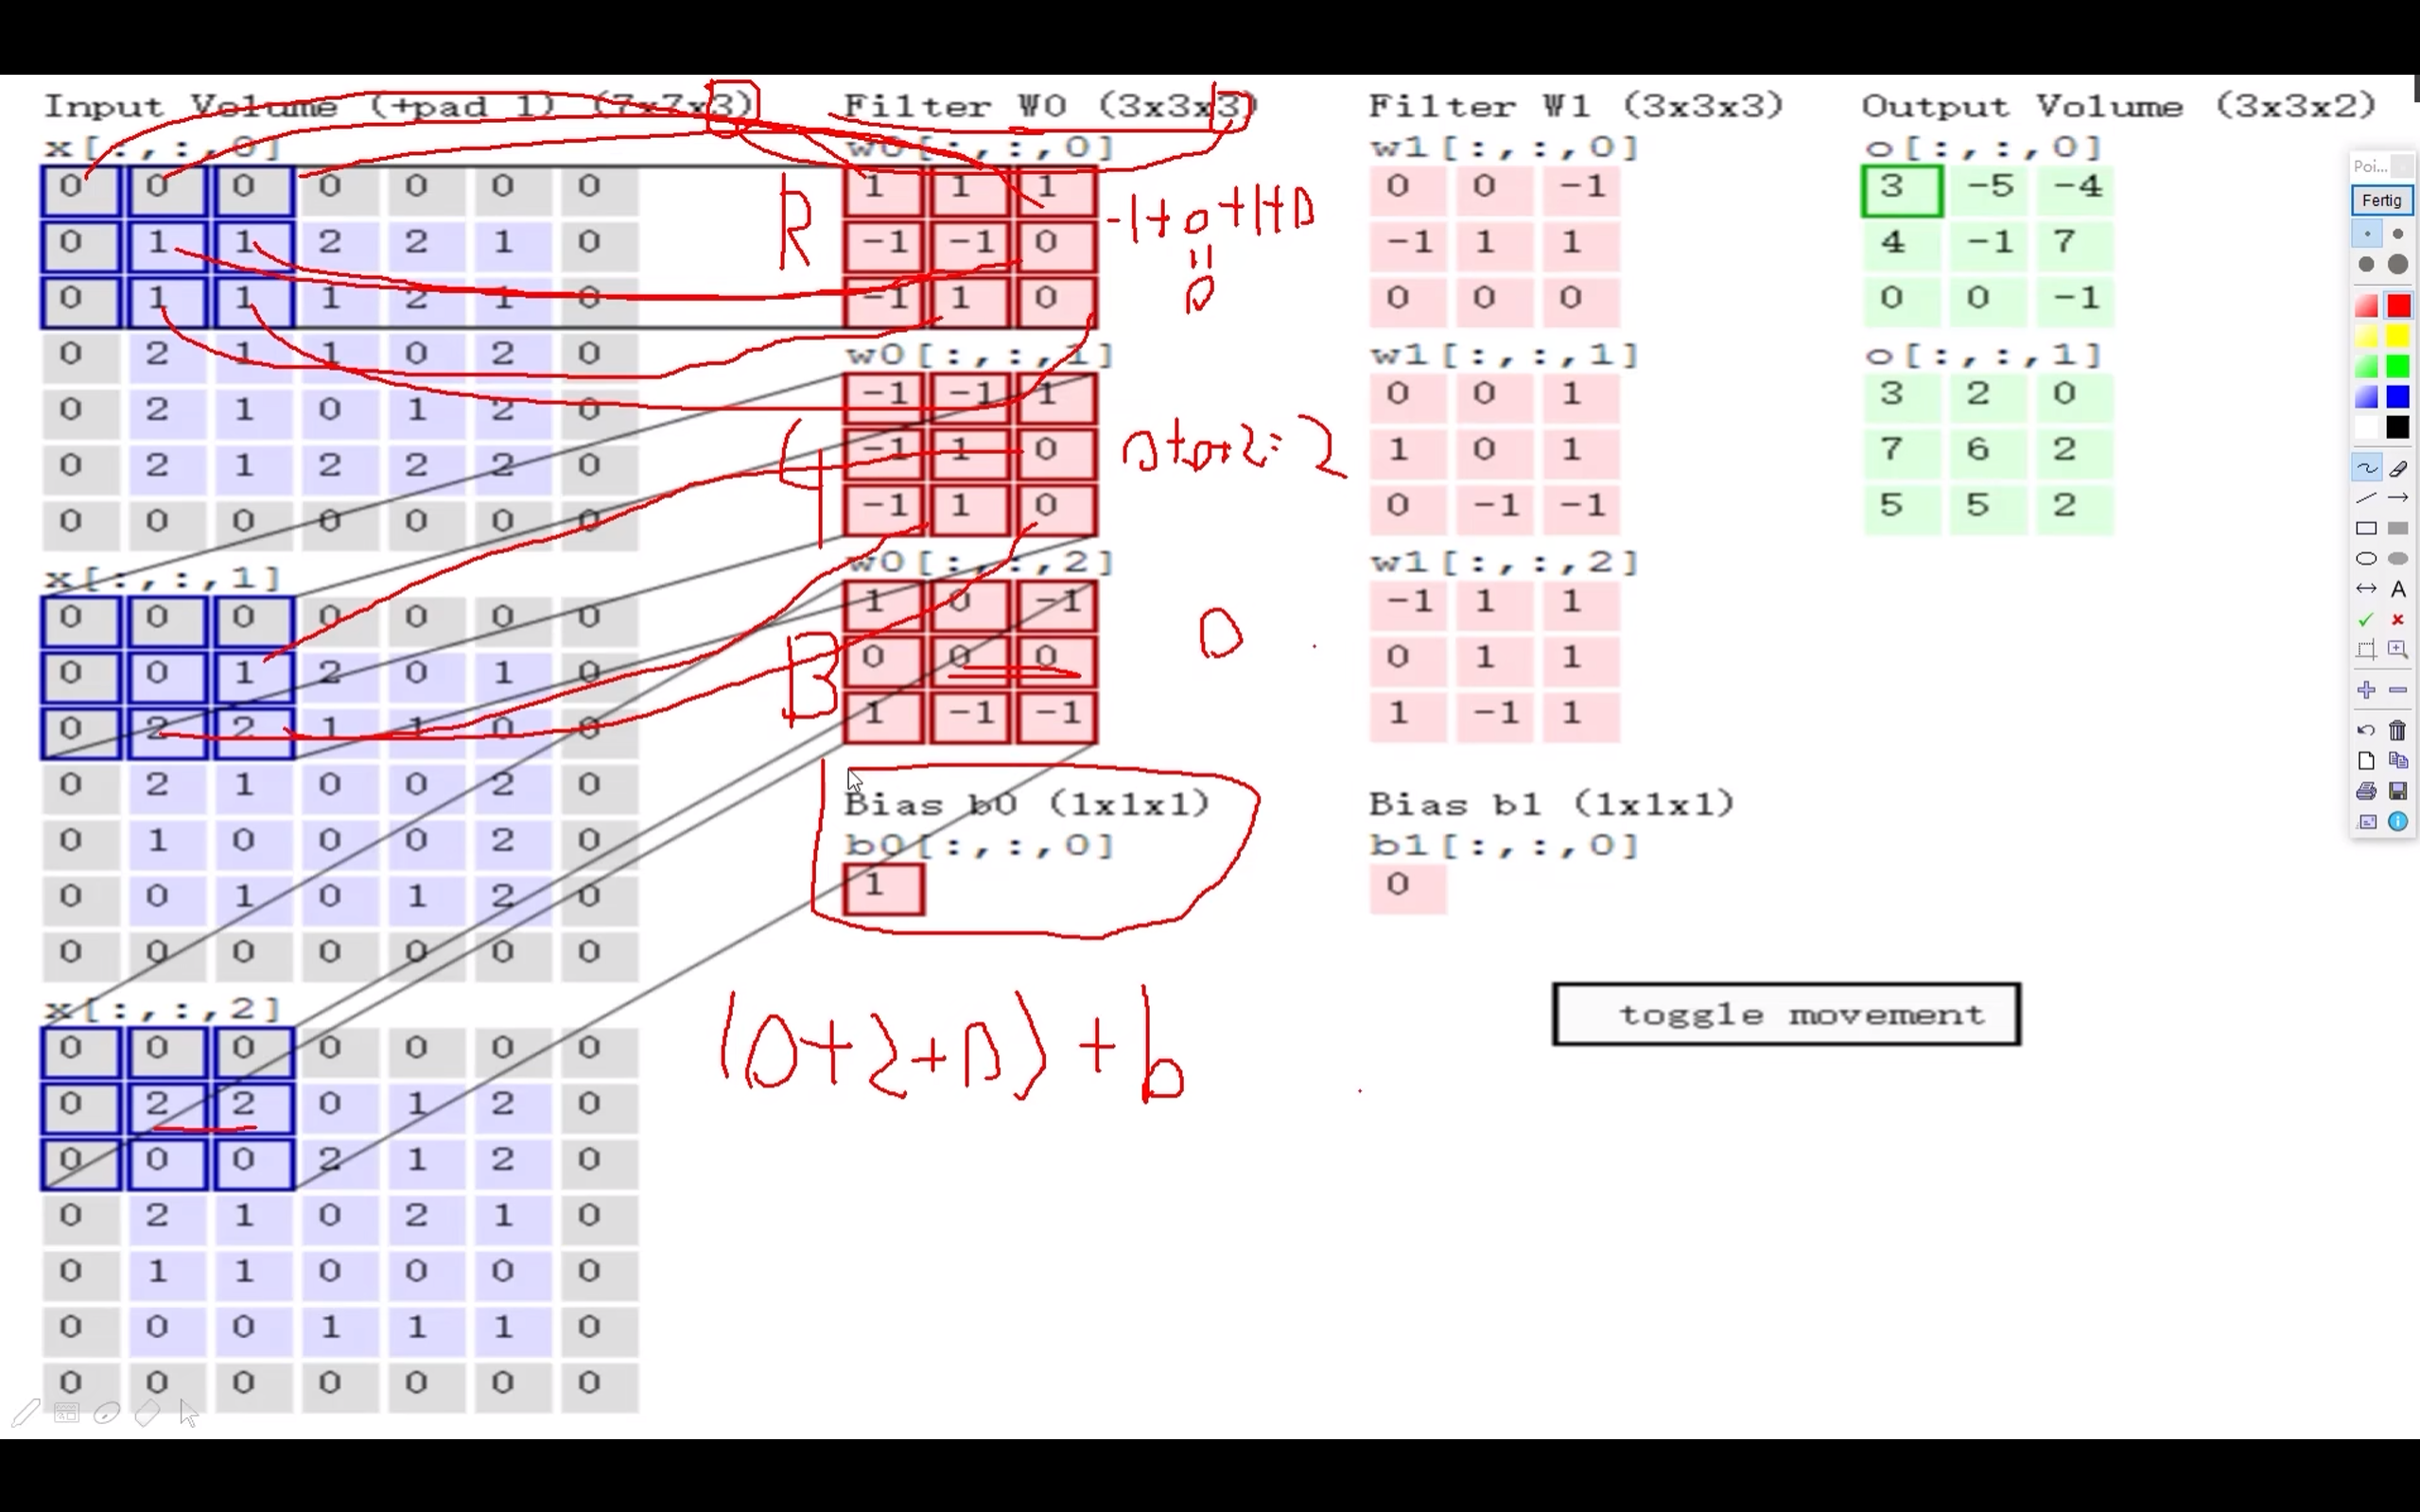 Input Volume (+pad 1) (7x7x3)
x[:,:,0]
0 0 0 0 0 0 0
0 1 1 2 2 1 0
0 1 1 1 2 1 0
0 2 1 1 0 2 0
0 2 1 0 1 2 0
0 2 1 2 2 2 0
0 0 0 0 0 0 0
x[:,:,1]
0 0 0 0 0 0 0
0 0 1 2 0 1 0
0 2 2 1 1 0 0
0 2 1 0 0 2 0
0 1 0 0 0 2 0
0 0 1 0 1 2 0
0 0 0 0 0 0 0
x[:,:,2]
0 0 0 0 0 0 0
0 2 2 0 1 2 0
0 0 0 2 1 2 0
0 2 1 0 2 1 0
0 1 1 0 0 0 0
0 0 0 1 1 1 0
0 0 0 0 0 0 0
Filter W0 (3x3x3)
w0[:,:,0]
R
1 1 1
-1 -1 0
-1 1 0
-1+0+1+0
=
0
w0[:,:,1]
G
-1 -1 1
-1 1 0
-1 1 0
0+0+2=2
w0[:,:,2]
B
1 0 -1
0 0 0
1 -1 -1
0
Bias b0 (1x1x1)
b0[:,:,0]
1
(0+2+0)+b
Filter W1 (3x3x3)
w1[:,:,0]
0 0 -1
-1 1 1
0 0 0
w1[:,:,1]
0 0 1
1 0 1
0 -1 -1
w1[:,:,2]
-1 1 1
0 1 1
1 -1 1
Bias b1 (1x1x1)
b1[:,:,0]
0
toggle movement
Output Volume (3x3x2)
o[:,:,0]
3 -5 -4
4 -1 7
0 0 -1
o[:,:,1]
3 2 0
7 6 2
5 5 2
Poi...
Fertig
A